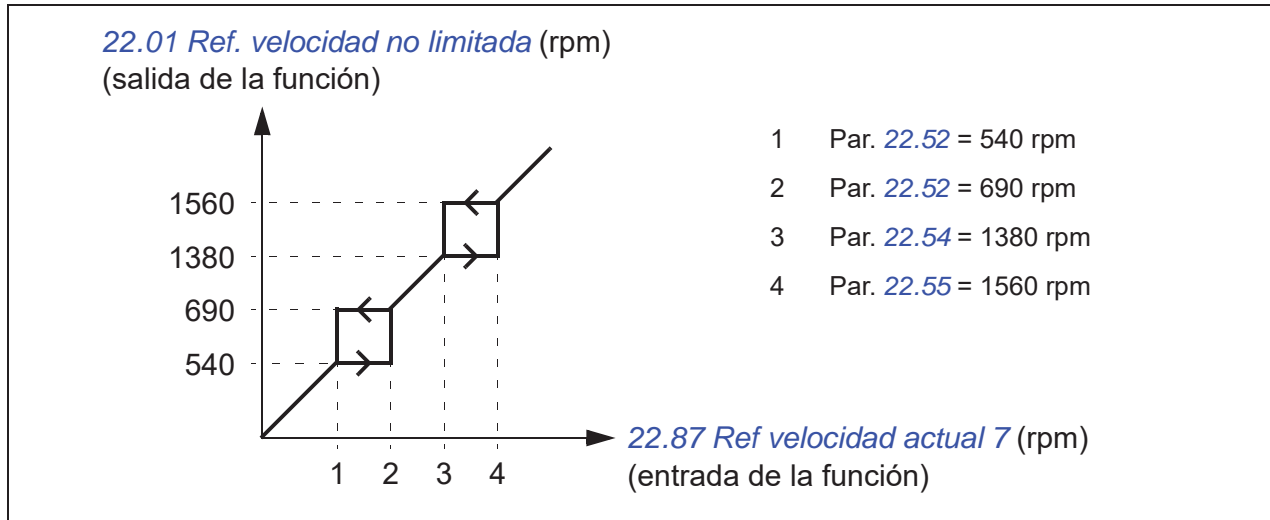 22.01 Ref. velocidad no limitada (rpm)
(salida de la función)
1 Par. 22.52 = 540 rpm
2 Par. 22.52 = 690 rpm
3 Par. 22.54 = 1380 rpm
4 Par. 22.55 = 1560 rpm
1560
1380
690
540
1 2 3 4
22.87 Ref velocidad actual 7 (rpm)
(entrada de la función)